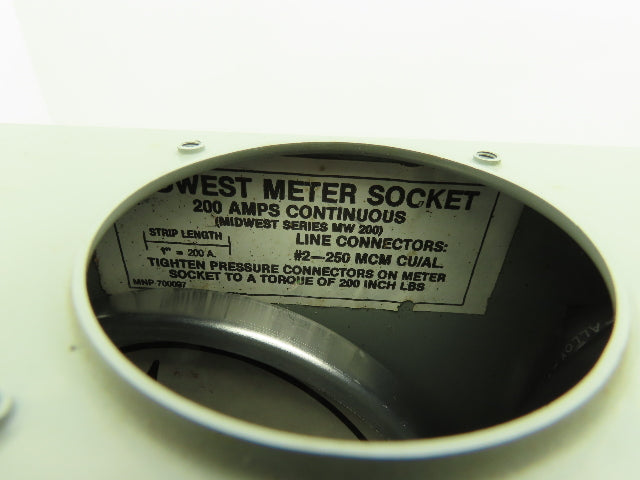 WEST METER SOCKET
200 AMPS CONTINUOUS
(MIDWEST SERIES MW 200)
STRIP LENGTH
1" = 200 A.
LINE CONNECTORS:
#2—250 MCM CU/AL.
TIGHTEN PRESSURE CONNECTORS ON METER
SOCKET TO A TORQUE OF 200 INCH LBS
MNP-700097